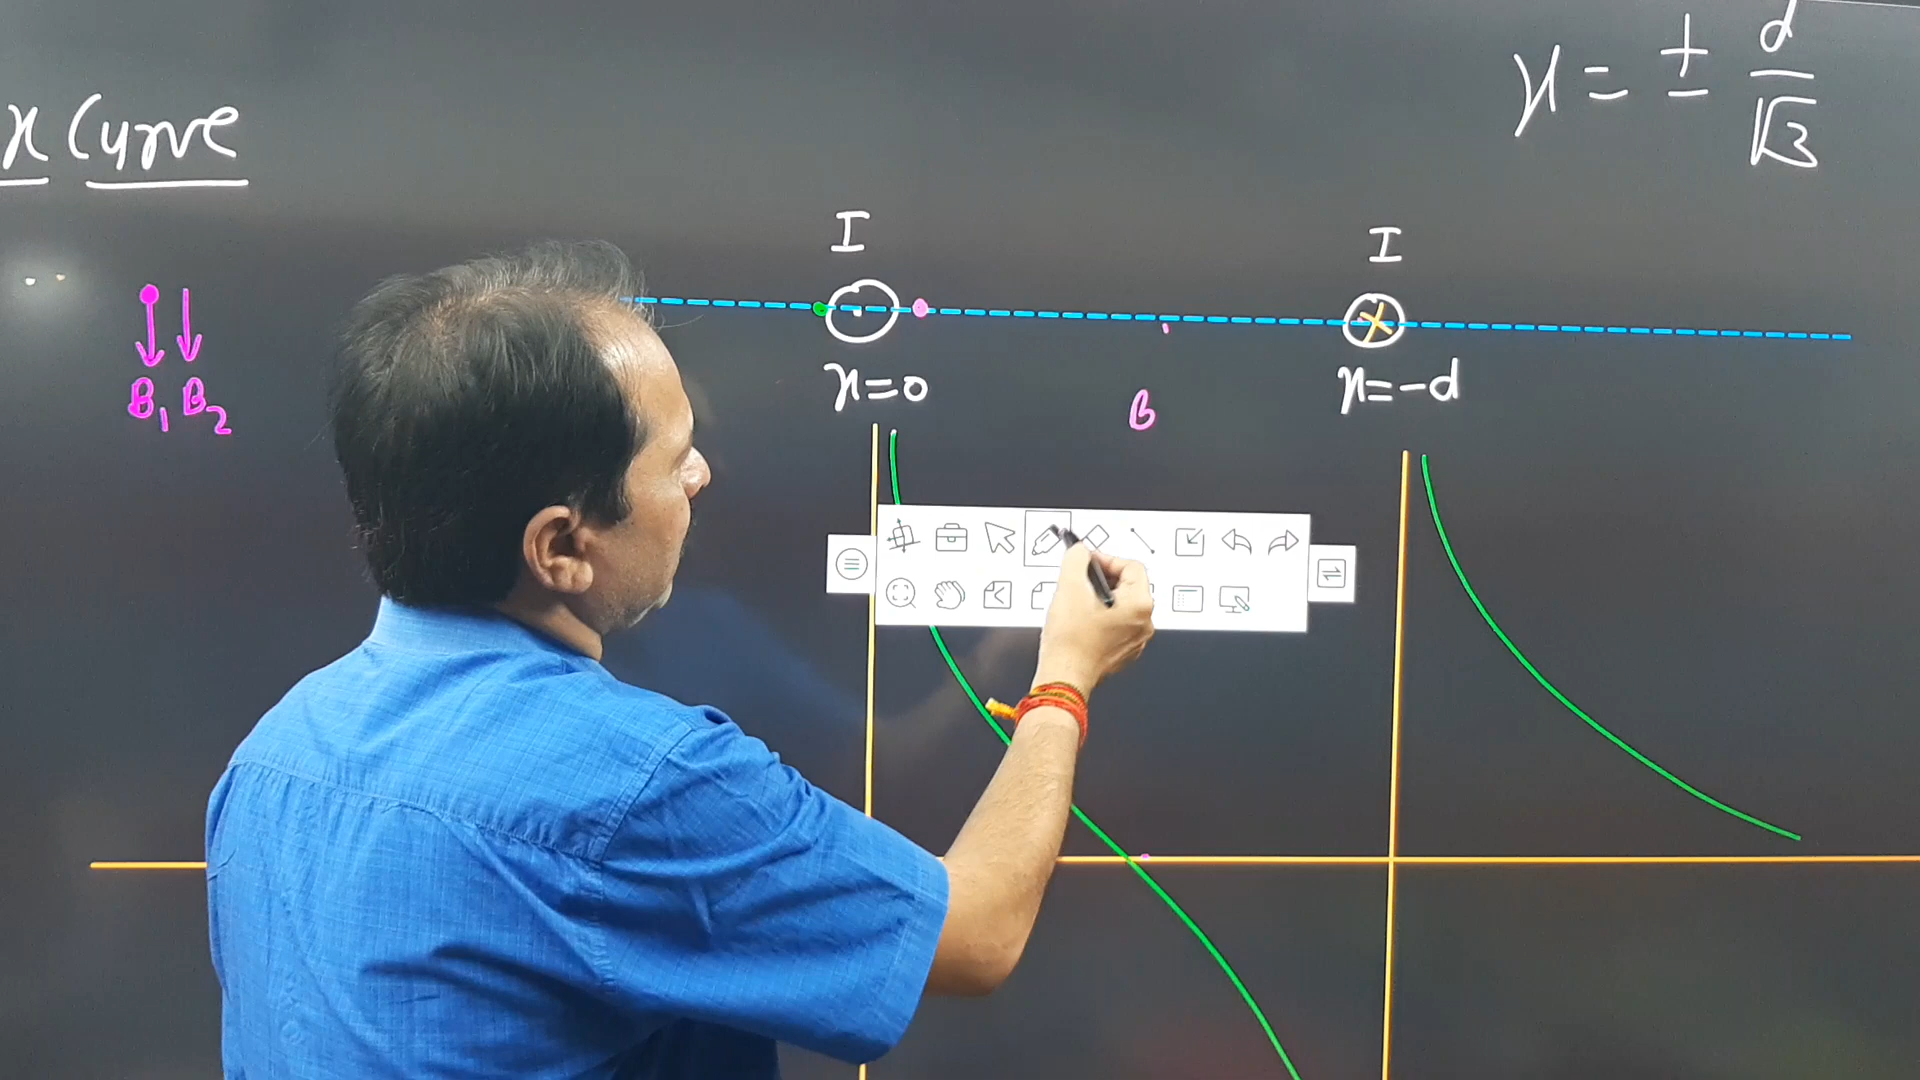 x = ± d/√3
x Curve
I
I
x=0
x=-d
B₁ B₂
B